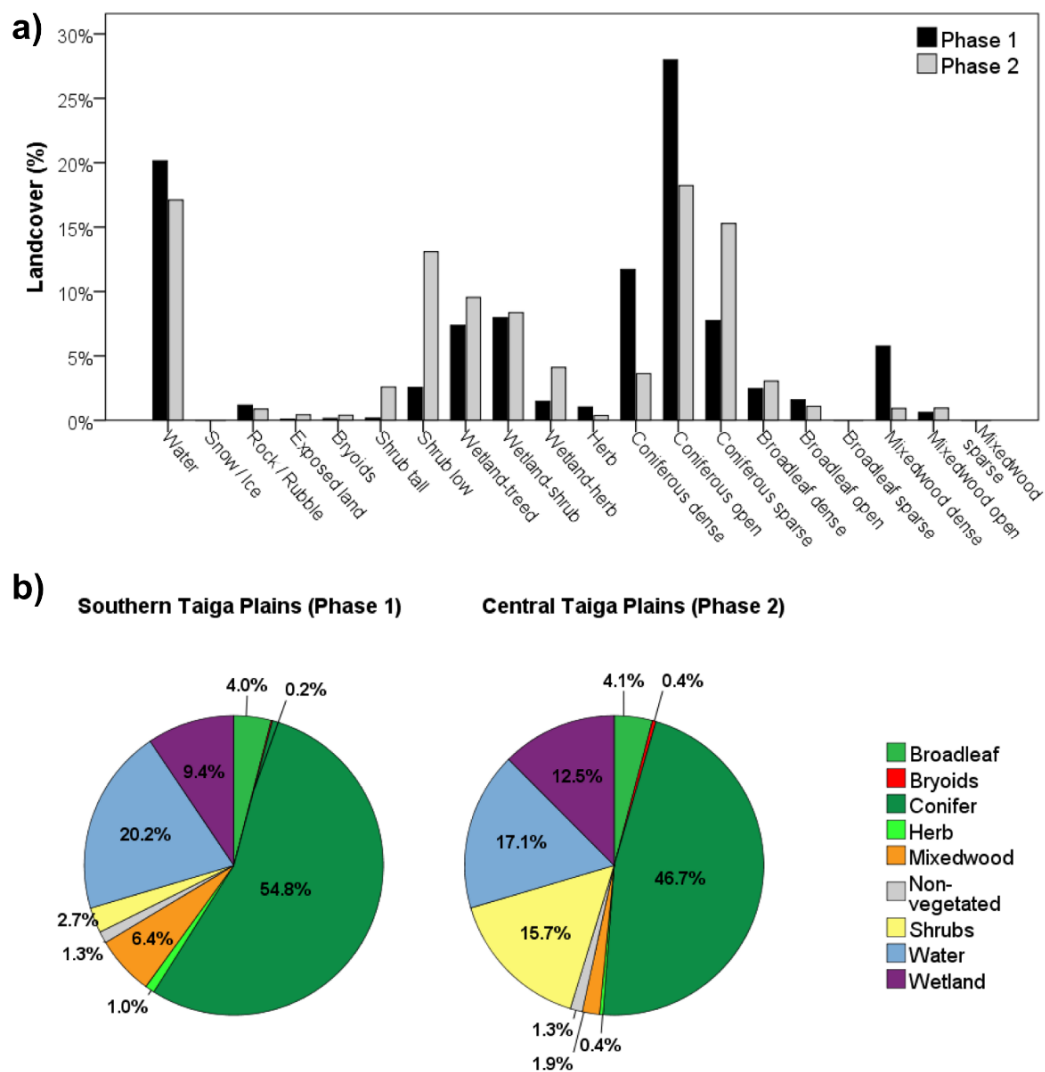 a)
Phase 1
Phase 2
Landcover (%)
30%
25%
20%
15%
10%
5%
0%
Water
Snow / Ice
Rock / Rubble
Exposed land
Bryoids
Shrub tall
Shrub low
Wetland-treed
Wetland-shrub
Wetland-herb
Herb
Coniferous dense
Coniferous open
Coniferous sparse
Broadleaf dense
Broadleaf open
Broadleaf sparse
Mixedwood dense
Mixedwood open
Mixedwood
sparse
b)
Southern Taiga Plains (Phase 1)
4.0%
0.2%
9.4%
20.2%
54.8%
2.7%
6.4%
1.3%
1.0%
Central Taiga Plains (Phase 2)
4.1%
0.4%
12.5%
17.1%
46.7%
15.7%
1.3%
0.4%
1.9%
Broadleaf
Bryoids
Conifer
Herb
Mixedwood
Non-
vegetated
Shrubs
Water
Wetland